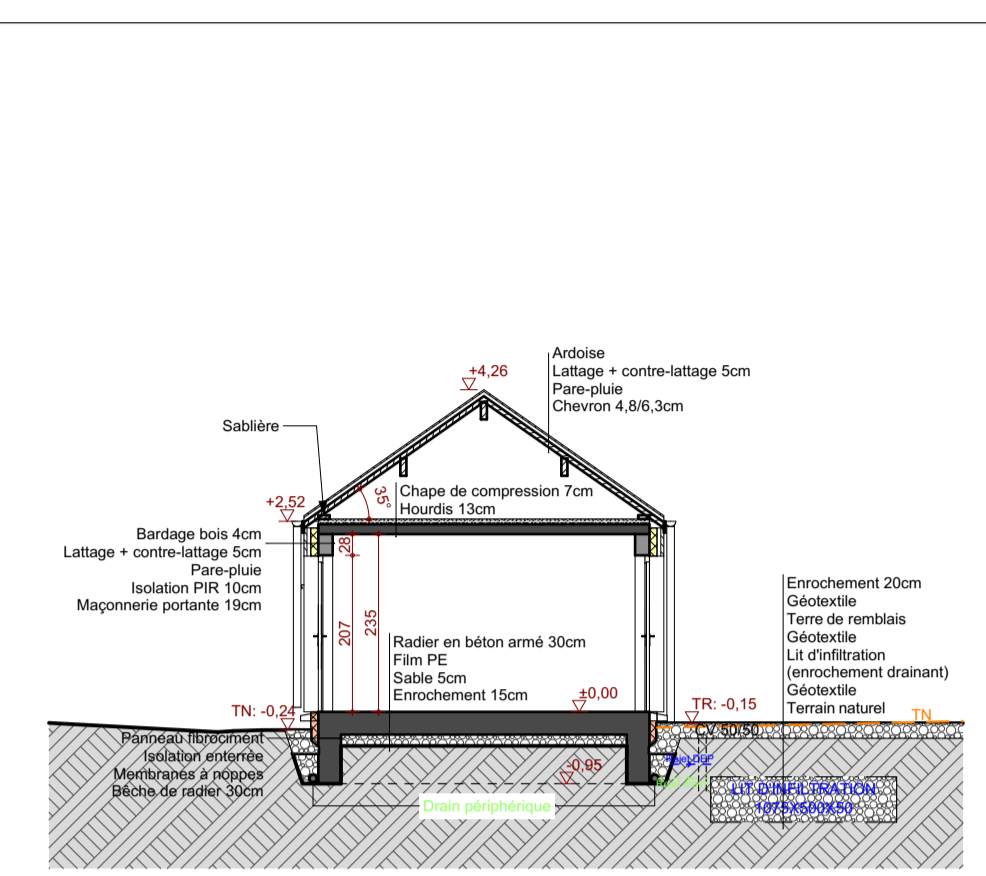 +4,26
Ardoise
Lattage + contre-lattage 5cm
Pare-pluie
Chevron 4,8/6,3cm
Sablière
35°
Chape de compression 7cm
Hourdis 13cm
+2,52
Bardage bois 4cm
Lattage + contre-lattage 5cm
Pare-pluie
Isolation PIR 10cm
Maçonnerie portante 19cm
28
207
235
Radier en béton armé 30cm
Film PE
Sable 5cm
Enrochement 15cm
Enrochement 20cm
Géotextile
Terre de remblais
Géotextile
Lit d'infiltration
(enrochement drainant)
Géotextile
Terrain naturel
±0,00
TN: -0,24
TR: -0,15
TN
CV 50/50
Panneau fibrociment
Isolation enterrée
Membranes à noppes
Bêche de radier 30cm
-0,95
Rejet DEP
Drain périphérique
LIT D'INFILTRATION
1075X500X50